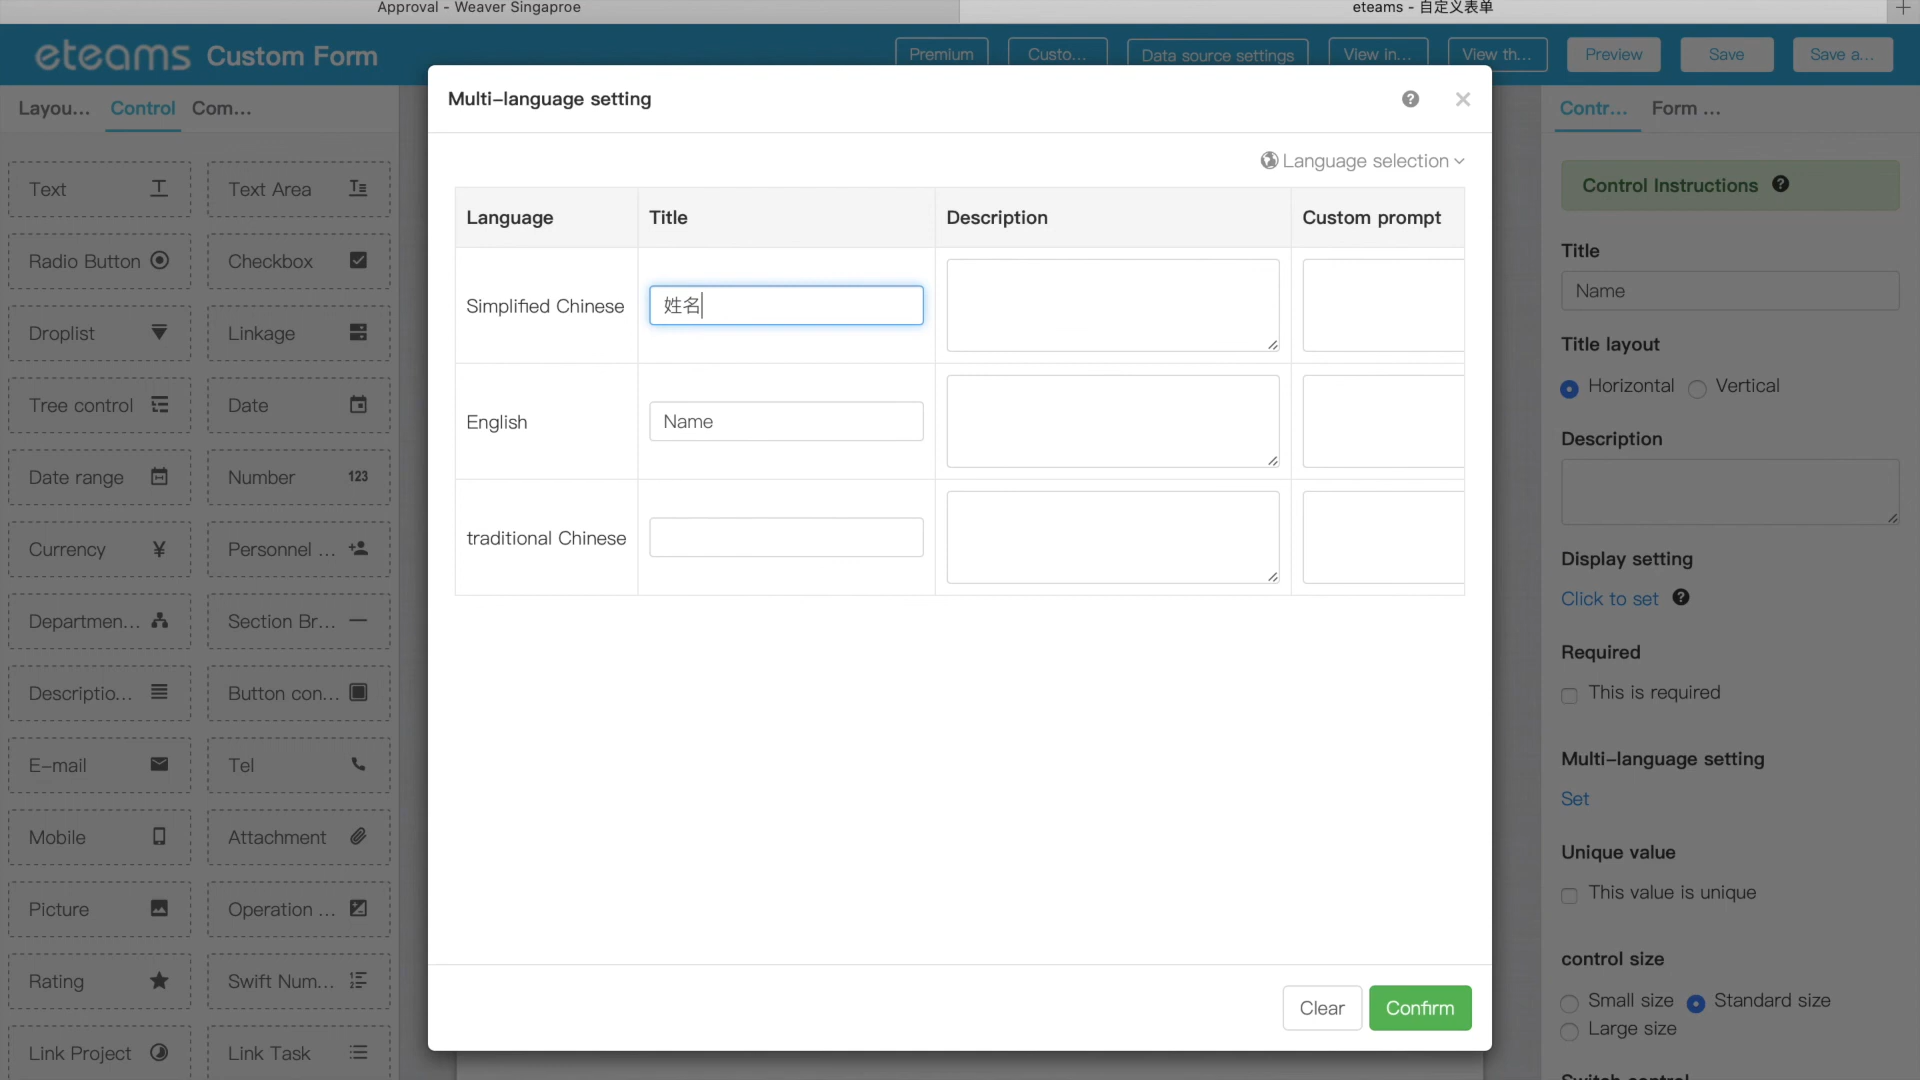 Approval - Weaver Singaproe
eteams - 自定义表单
eteams Custom Form
Premium
Custo...
Data source settings
View in...
View th...
Preview
Save
Save a...
Layou...
Control
Com...
Text
Text Area
Radio Button
Checkbox
Droplist
Linkage
Tree control
Date
Date range
Number
123
Currency
¥
Personnel ...
Departmen...
Section Br...
Descriptio...
Button con...
E-mail
Tel
Mobile
Attachment
Picture
Operation ...
Rating
Swift Num...
Link Project
Link Task
Multi-language setting
Language selection
Language
Title
Description
Custom prompt
Simplified Chinese
姓名
English
Name
traditional Chinese
Clear
Confirm
Contr...
Form ...
Control Instructions
Title
Name
Title layout
Horizontal
Vertical
Description
Display setting
Click to set
Required
This is required
Multi-language setting
Set
Unique value
This value is unique
control size
Small size
Standard size
Large size
Switch control